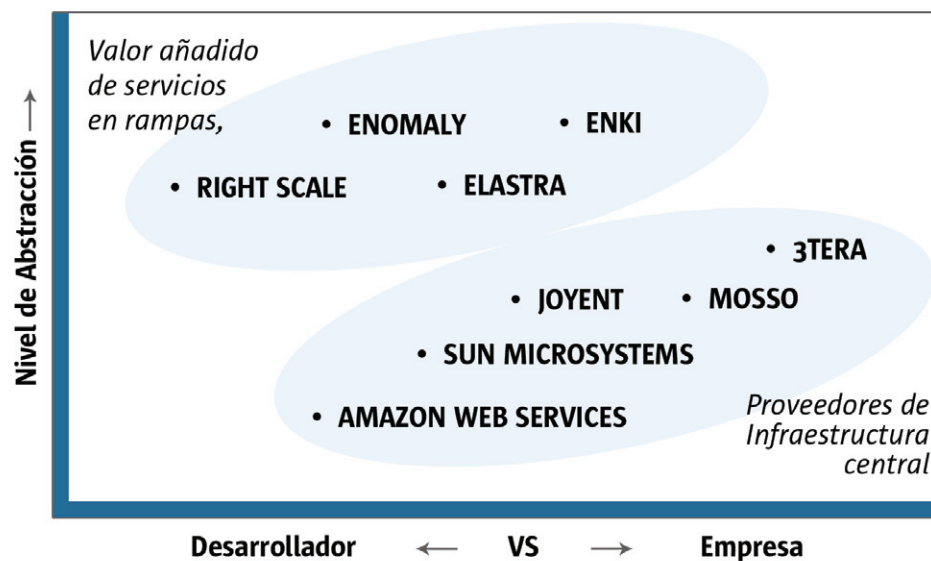 Valor añadido
de servicios
en rampas,
• ENOMALY
• ENKI
• RIGHT SCALE
• ELASTRA
• 3TERA
• JOYENT
• MOSSO
• SUN MICROSYSTEMS
• AMAZON WEB SERVICES
Proveedores de
Infraestructura
central
Nivel de Abstracción →
Desarrollador ← VS → Empresa